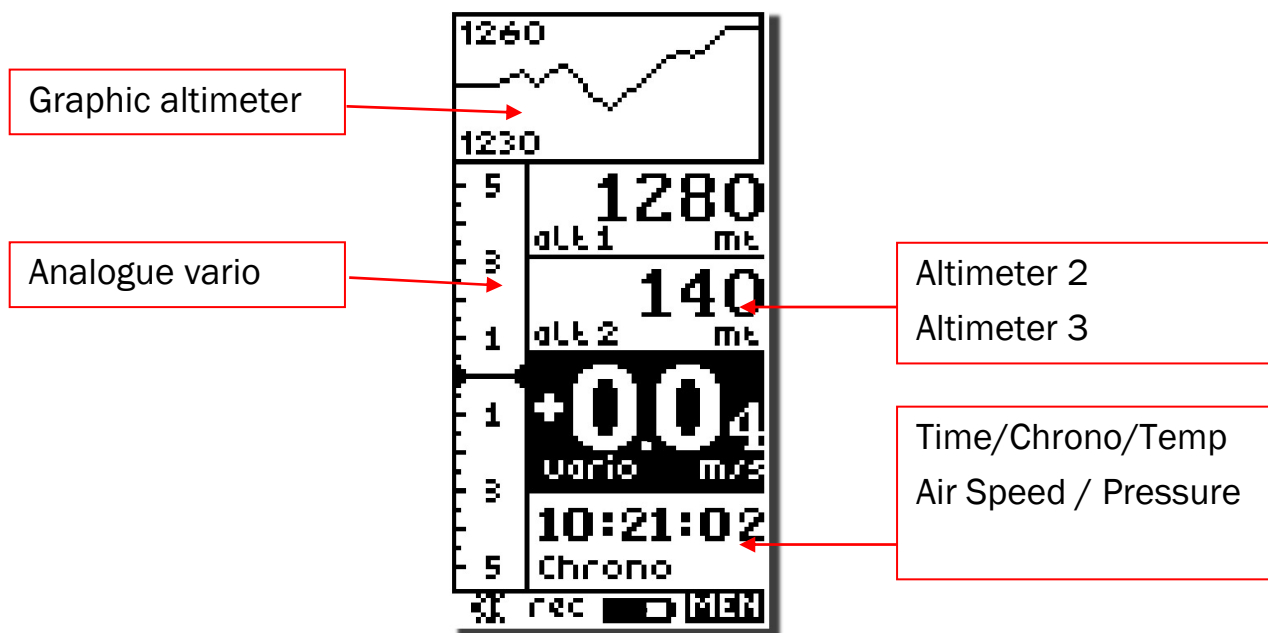 1260
Graphic altimeter
1230
5
1280
alt 1 mt
Analogue vario
3
140
Altimeter 2
Altimeter 3
1
alt 2 mt
1
+0.04
vario m/s
Time/Chrono/Temp
Air Speed / Pressure
3
10:21:02
5
Chrono
rec MEN